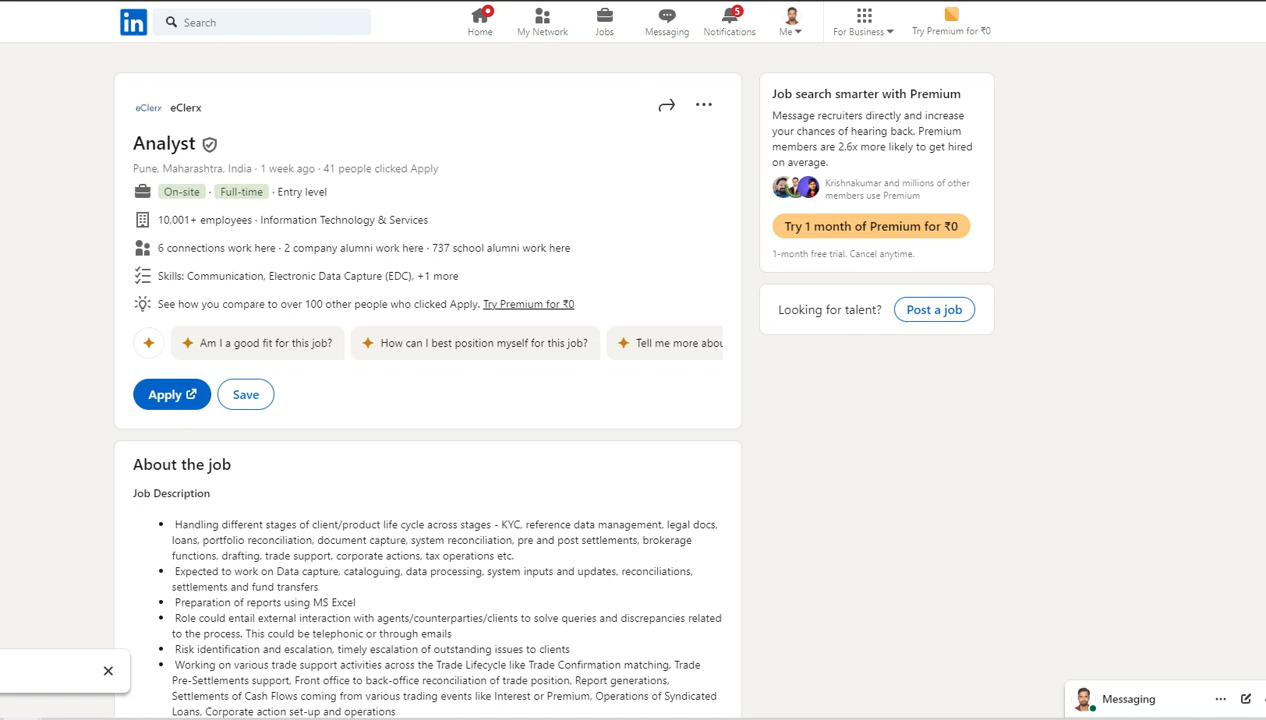 in Search
Home My Network Jobs Messaging 5 Notifications Me For Business Try Premium for ₹0
eClerx eClerx
Analyst
Pune, Maharashtra, India · 1 week ago · 41 people clicked Apply
On-site · Full-time · Entry level
10,001+ employees · Information Technology & Services
6 connections work here · 2 company alumni work here · 737 school alumni work here
Skills: Communication, Electronic Data Capture (EDC), +1 more
See how you compare to over 100 other people who clicked Apply. Try Premium for ₹0
Am I a good fit for this job? How can I best position myself for this job? Tell me more abou
Apply Save
Job search smarter with Premium
Message recruiters directly and increase
your chances of hearing back. Premium
members are 2.6x more likely to get hired
on average.
Krishnakumar and millions of other
members use Premium
Try 1 month of Premium for ₹0
1-month free trial. Cancel anytime.
Looking for talent? Post a job
About the job
Job Description
• Handling different stages of client/product life cycle across stages - KYC, reference data management, legal docs,
loans, portfolio reconciliation, document capture, system reconciliation, pre and post settlements, brokerage
functions, drafting, trade support, corporate actions, tax operations etc.
• Expected to work on Data capture, cataloguing, data processing, system inputs and updates, reconciliations,
settlements and fund transfers
• Preparation of reports using MS Excel
• Role could entail external interaction with agents/counterparties/clients to solve queries and discrepancies related
to the process. This could be telephonic or through emails
• Risk identification and escalation, timely escalation of outstanding issues to clients
• Working on various trade support activities across the Trade Lifecycle like Trade Confirmation matching, Trade
Pre-Settlements support, Front office to back-office reconciliation of trade position, Report generations,
Settlements of Cash Flows coming from various trading events like Interest or Premium, Operations of Syndicated
Loans, Corporate action set-up and operations
Messaging